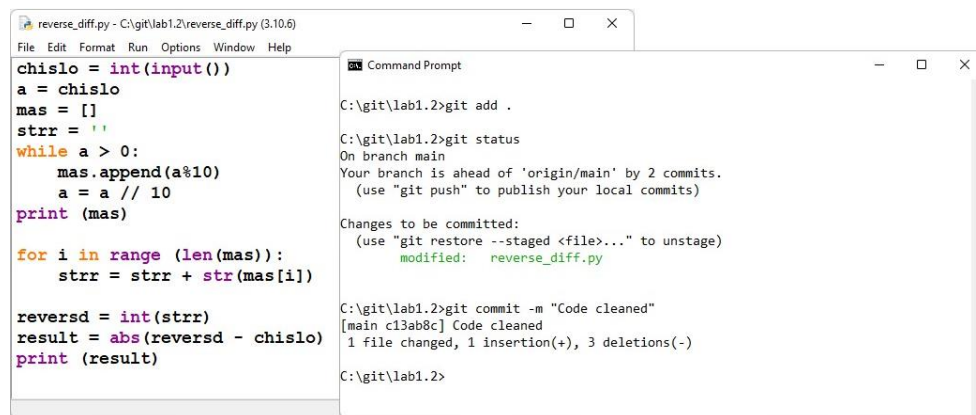 reverse_diff.py - C:\git\lab1.2\reverse_diff.py (3.10.6)
File Edit Format Run Options Window Help
chislo = int(input())
a = chislo
mas = []
strr = ''
while a > 0:
    mas.append(a%10)
    a = a // 10
print (mas)

for i in range (len(mas)):
    strr = strr + str(mas[i])

reversd = int(strr)
result = abs(reversd - chislo)
print (result)
Command Prompt
C:\git\lab1.2>git add .

C:\git\lab1.2>git status
On branch main
Your branch is ahead of 'origin/main' by 2 commits.
  (use "git push" to publish your local commits)

Changes to be committed:
  (use "git restore --staged <file>..." to unstage)
        modified:   reverse_diff.py

C:\git\lab1.2>git commit -m "Code cleaned"
[main c13ab8c] Code cleaned
 1 file changed, 1 insertion(+), 3 deletions(-)

C:\git\lab1.2>